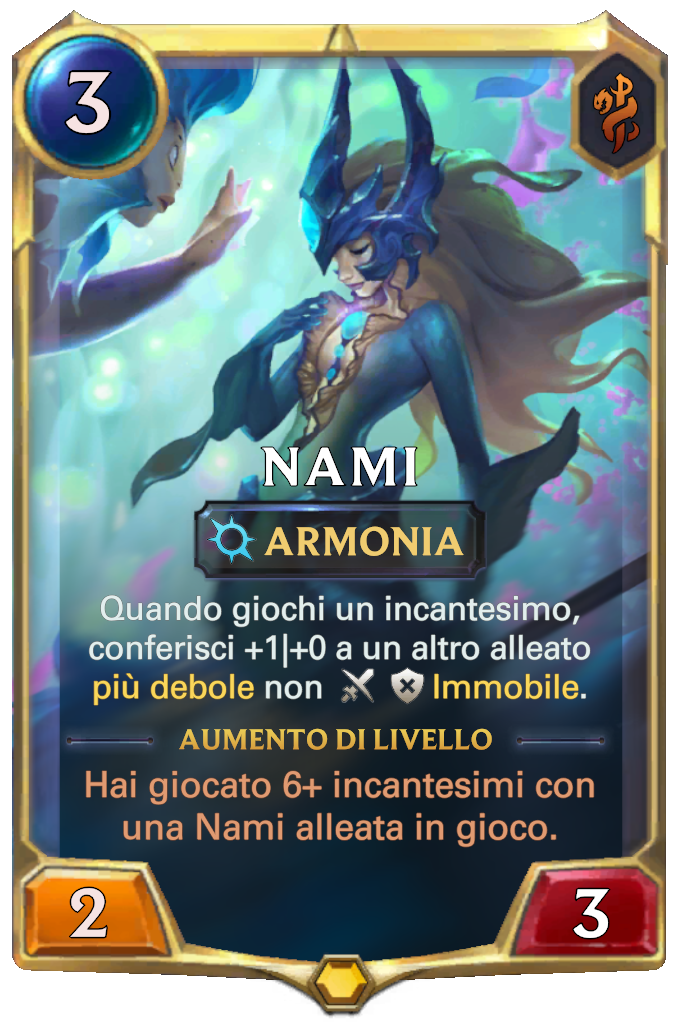 3
NAMI
ARMONIA
Quando giochi un incantesimo,
conferisci +1|+0 a un altro alleato
più debole non Immobile.
AUMENTO DI LIVELLO
Hai giocato 6+ incantesimi con
una Nami alleata in gioco.
2
3